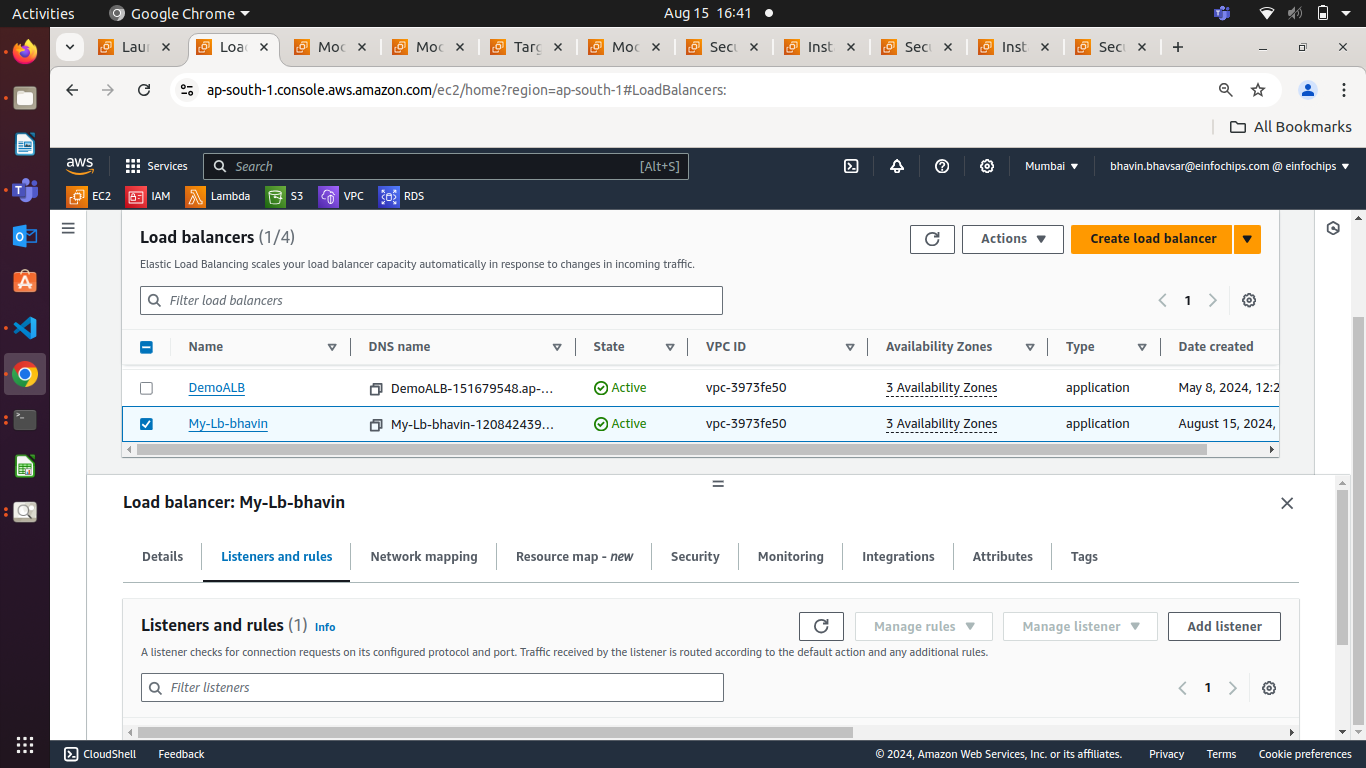 Activities Google Chrome Aug 15 16:41
Lau Loa Moc Moc Targ Moc Secu Inst Secu Inst Secu
ap-south-1.console.aws.amazon.com/ec2/home?region=ap-south-1#LoadBalancers:
All Bookmarks
aws Services Search [Alt+S] Mumbai bhavin.bhavsar@einfochips.com @ einfochips
EC2 IAM Lambda S3 VPC RDS
Load balancers (1/4) Actions Create load balancer
Elastic Load Balancing scales your load balancer capacity automatically in response to changes in incoming traffic.
Filter load balancers 1
Name DNS name State VPC ID Availability Zones Type Date created
DemoALB DemoALB-151679548.ap-... Active vpc-3973fe50 3 Availability Zones application May 8, 2024, 12:2
My-Lb-bhavin My-Lb-bhavin-120842439... Active vpc-3973fe50 3 Availability Zones application August 15, 2024,
Load balancer: My-Lb-bhavin
Details Listeners and rules Network mapping Resource map - new Security Monitoring Integrations Attributes Tags
Listeners and rules (1) Info Manage rules Manage listener Add listener
A listener checks for connection requests on its configured protocol and port. Traffic received by the listener is routed according to the default action and any additional rules.
Filter listeners 1
CloudShell Feedback © 2024, Amazon Web Services, Inc. or its affiliates. Privacy Terms Cookie preferences